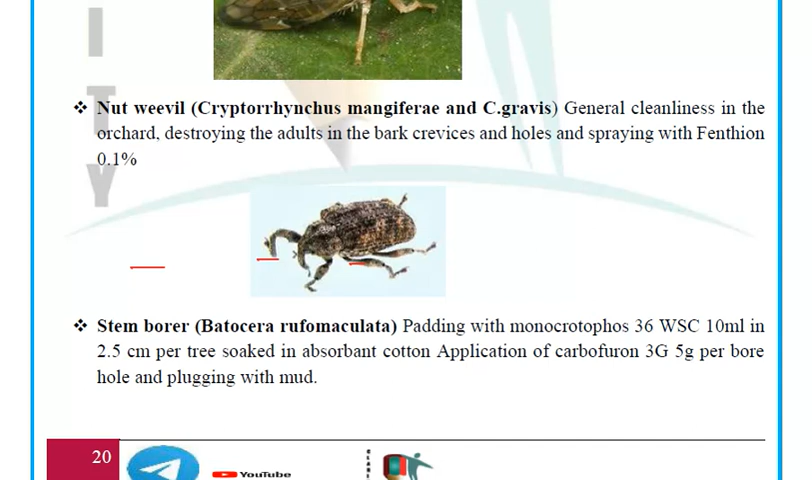 I
T
Y
❖ Nut weevil (Cryptorrhynchus mangiferae and C.gravis) General cleanliness in the
orchard, destroying the adults in the bark crevices and holes and spraying with Fenthion
0.1%
❖ Stem borer (Batocera rufomaculata) Padding with monocrotophos 36 WSC 10ml in
2.5 cm per tree soaked in absorbant cotton Application of carbofuron 3G 5g per bore
hole and plugging with mud.
20
YouTube